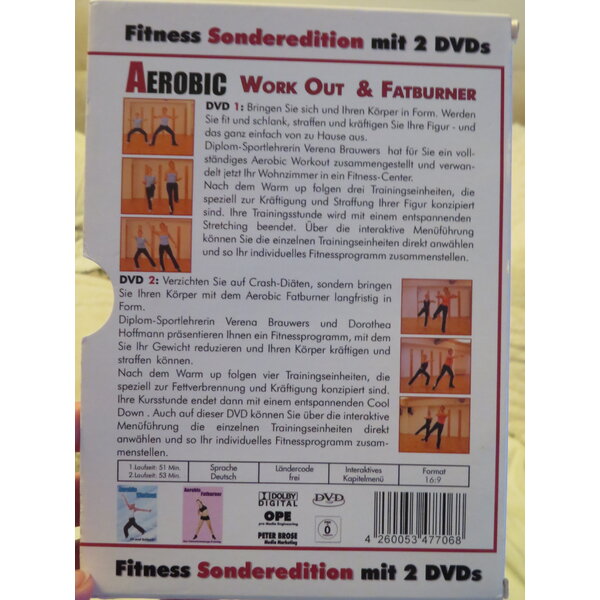 Fitness Sonderedition mit 2 DVDs
AEROBIC WORK OUT & FATBURNER
DVD 1: Bringen Sie sich und Ihren Körper in Form. Werden
Sie fit und schlank, straffen und kräftigen Sie Ihre Figur - und
das ganz einfach von zu Hause aus.
Diplom-Sportlehrerin Verena Brauwers hat für Sie ein voll-
ständiges Aerobic Workout zusammengestellt und verwan-
delt jetzt Ihr Wohnzimmer in ein Fitness-Center.
Nach dem Warm up folgen drei Trainingseinheiten, die
speziell zur Kräftigung und Straffung Ihrer Figur konzipiert
sind. Ihre Trainingsstunde wird mit einem entspannenden
Stretching beendet. Über die interaktive Menüführung
können Sie die einzelnen Trainingseinheiten direkt anwählen
und so Ihr individuelles Fitnessprogramm zusammenstellen.
DVD 2: Verzichten Sie auf Crash-Diäten, sondern bringen
Sie Ihren Körper mit dem Aerobic Fatburner langfristig in
Form.
Diplom-Sportlehrerin Verena Brauwers und Dorothea
Hoffmann präsentieren Ihnen ein Fitnessprogramm, mit dem
Sie Ihr Gewicht reduzieren und Ihren Körper kräftigen und
straffen können.
Nach dem Warm up folgen vier Trainingseinheiten, die
speziell zur Fettverbrennung und Kräftigung konzipiert sind.
Ihre Kursstunde endet dann mit einem entspannenden Cool
Down . Auch auf dieser DVD können Sie über die interaktive
Menüführung die einzelnen Trainingseinheiten direkt
anwählen und so Ihr individuelles Fitnessprogramm zusam-
menstellen.
1.Laufzeit: 51 Min.
2.Laufzeit: 53 Min.
Sprache
Deutsch
Ländercode
frei
Interaktives
Kapitelmenü
Format
16:9
Aerobic
Workout
Aerobic
Fatburner
DOLBY
DIGITAL
OPE
pro Media Engineering
PETER BROSE
Media Marketing
DVD
0
4 260053 477068
Fitness Sonderedition mit 2 DVDs